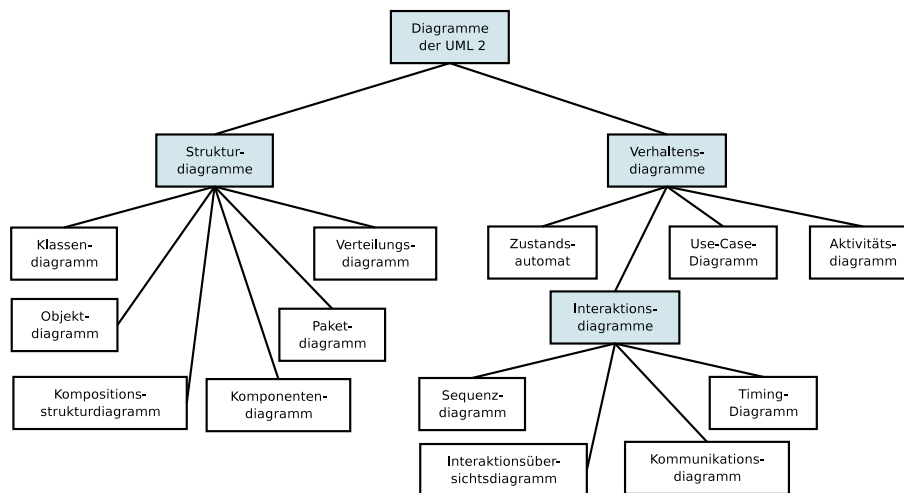 Diagramme
der UML 2
Struktur-
diagramme
Verhaltens-
diagramme
Klassen-
diagramm
Verteilungs-
diagramm
Zustands-
automat
Use-Case-
Diagramm
Aktivitäts-
diagramm
Objekt-
diagramm
Paket-
diagramm
Interaktions-
diagramme
Kompositions-
strukturdiagramm
Komponenten-
diagramm
Sequenz-
diagramm
Timing-
Diagramm
Interaktionsüber-
sichtsdiagramm
Kommunikations-
diagramm